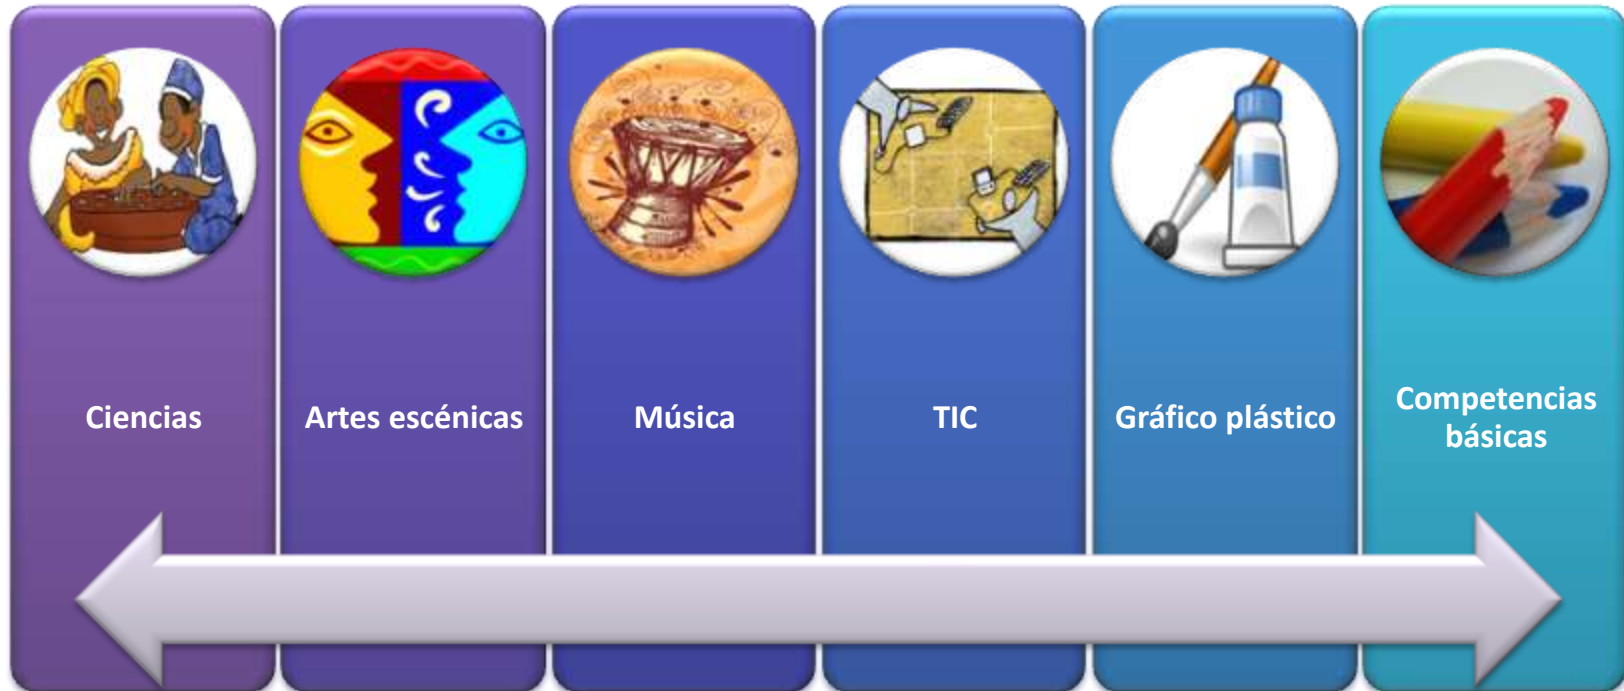 Ciencias
Artes escénicas
Música
TIC
Gráfico plástico
Competencias
básicas